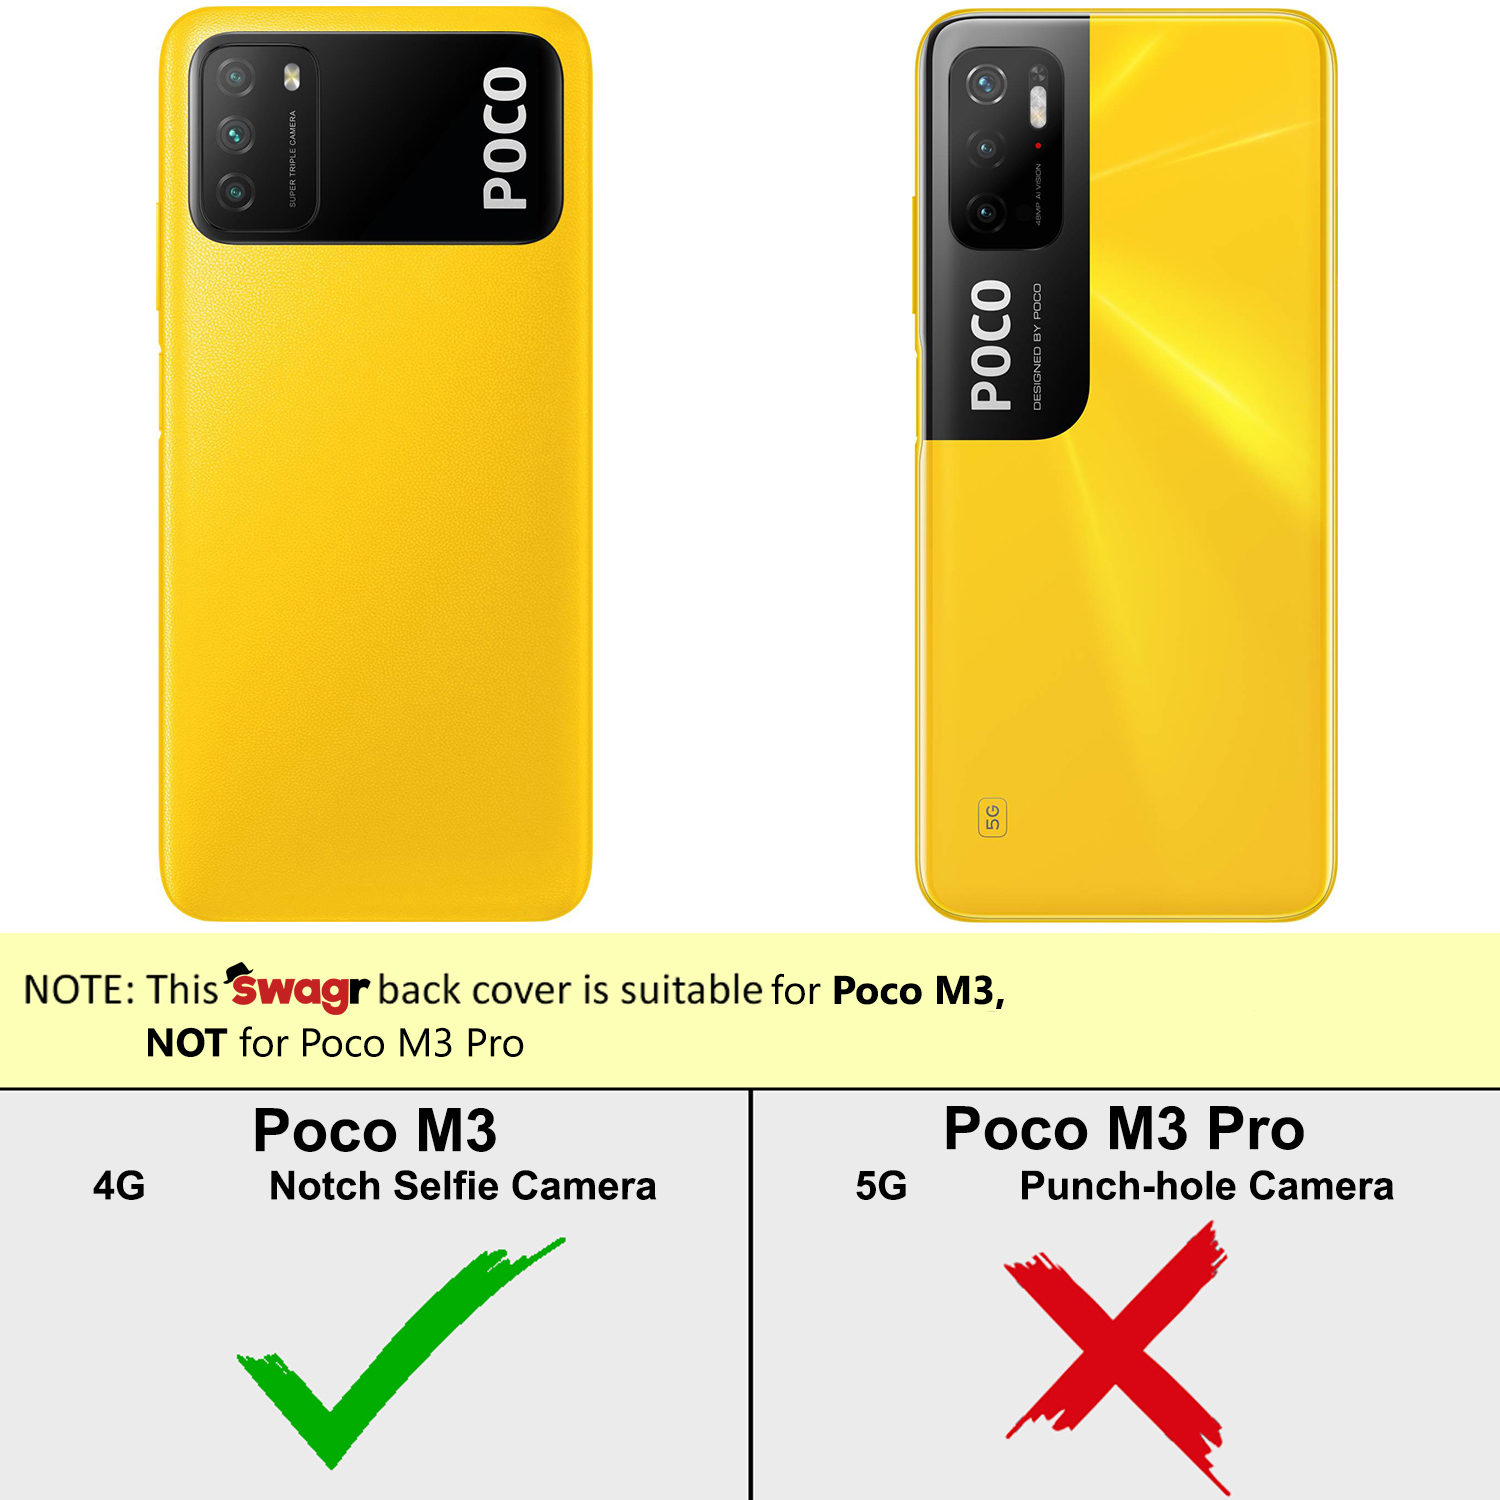 SUPER TRIPLE CAMERA
POCO
48MP AI VISION
POCO
DESIGNED BY POCO
5G
NOTE: This swagr back cover is suitable for Poco M3,
NOT for Poco M3 Pro
Poco M3
4G Notch Selfie Camera
Poco M3 Pro
5G Punch-hole Camera